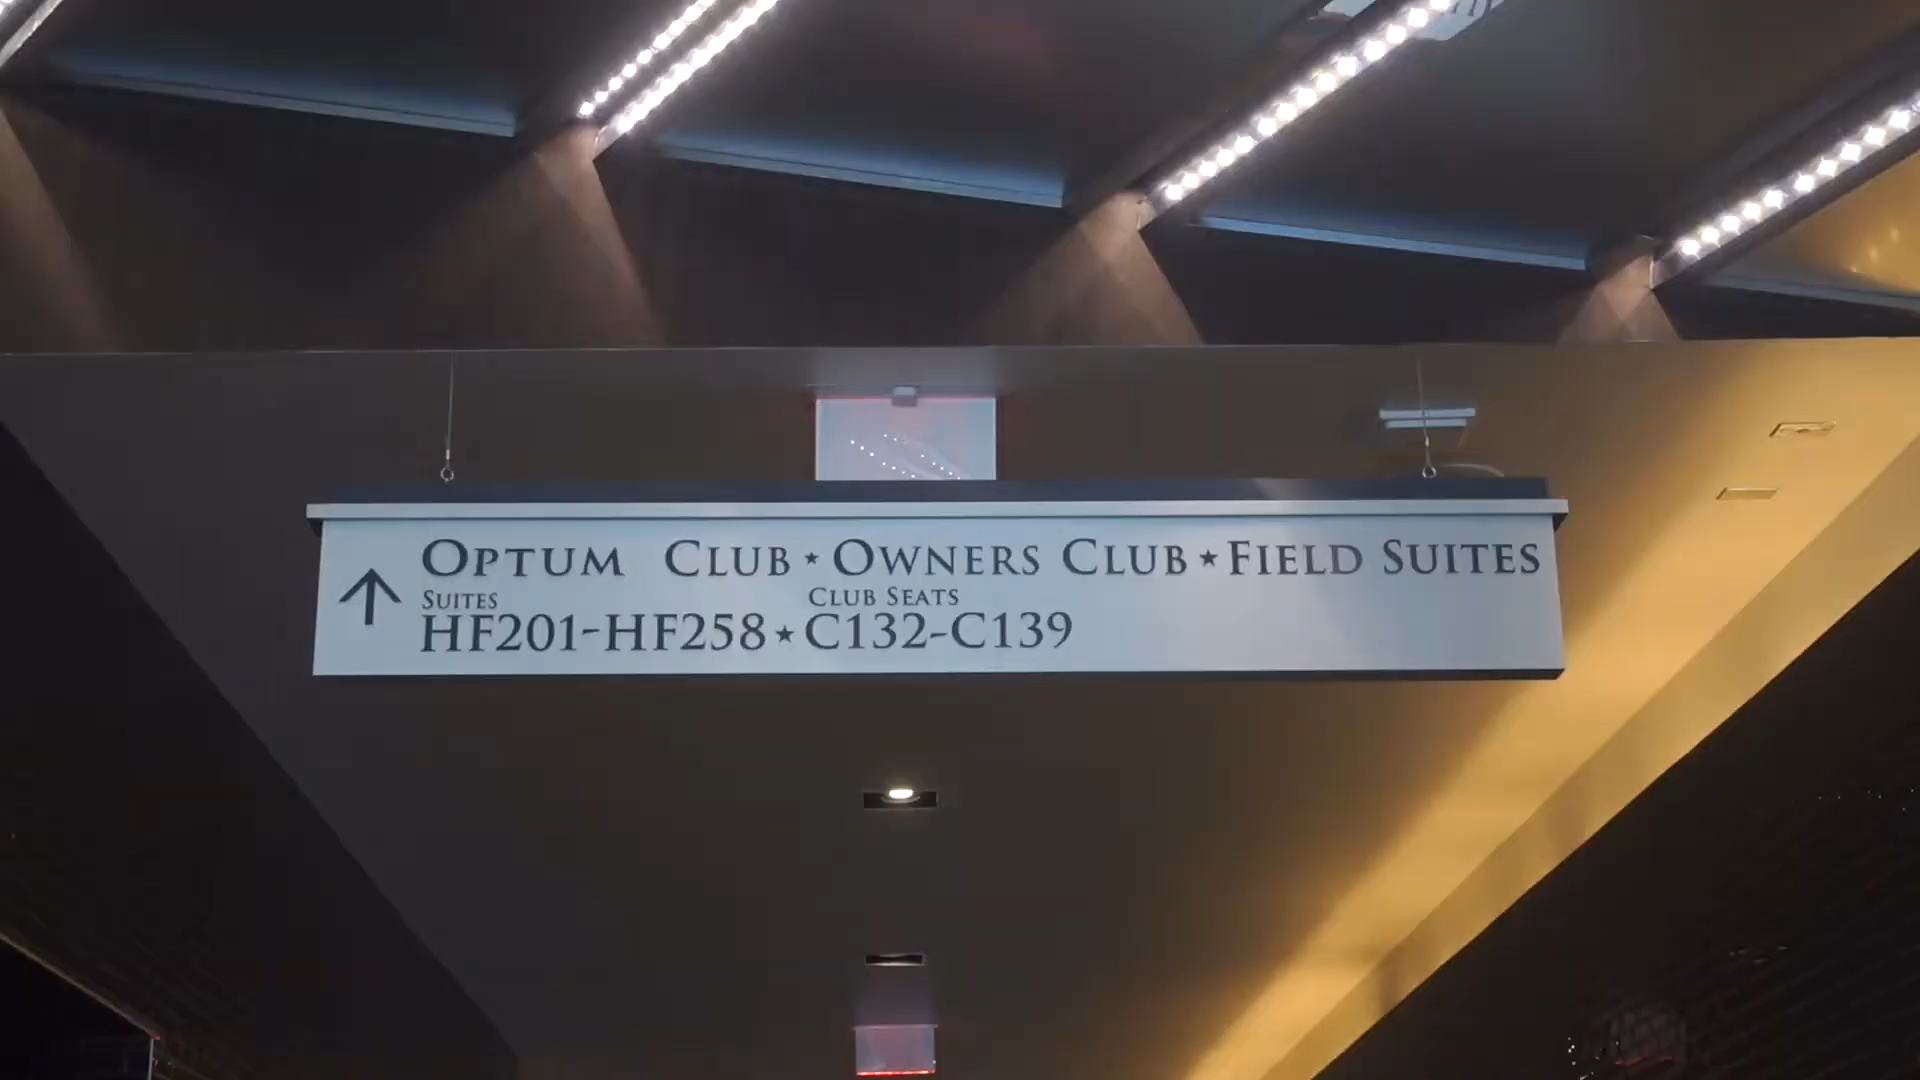 OPTUM CLUB ★ OWNERS CLUB ★ FIELD SUITES
SUITES CLUB SEATS
HF201-HF258 ★ C132-C139